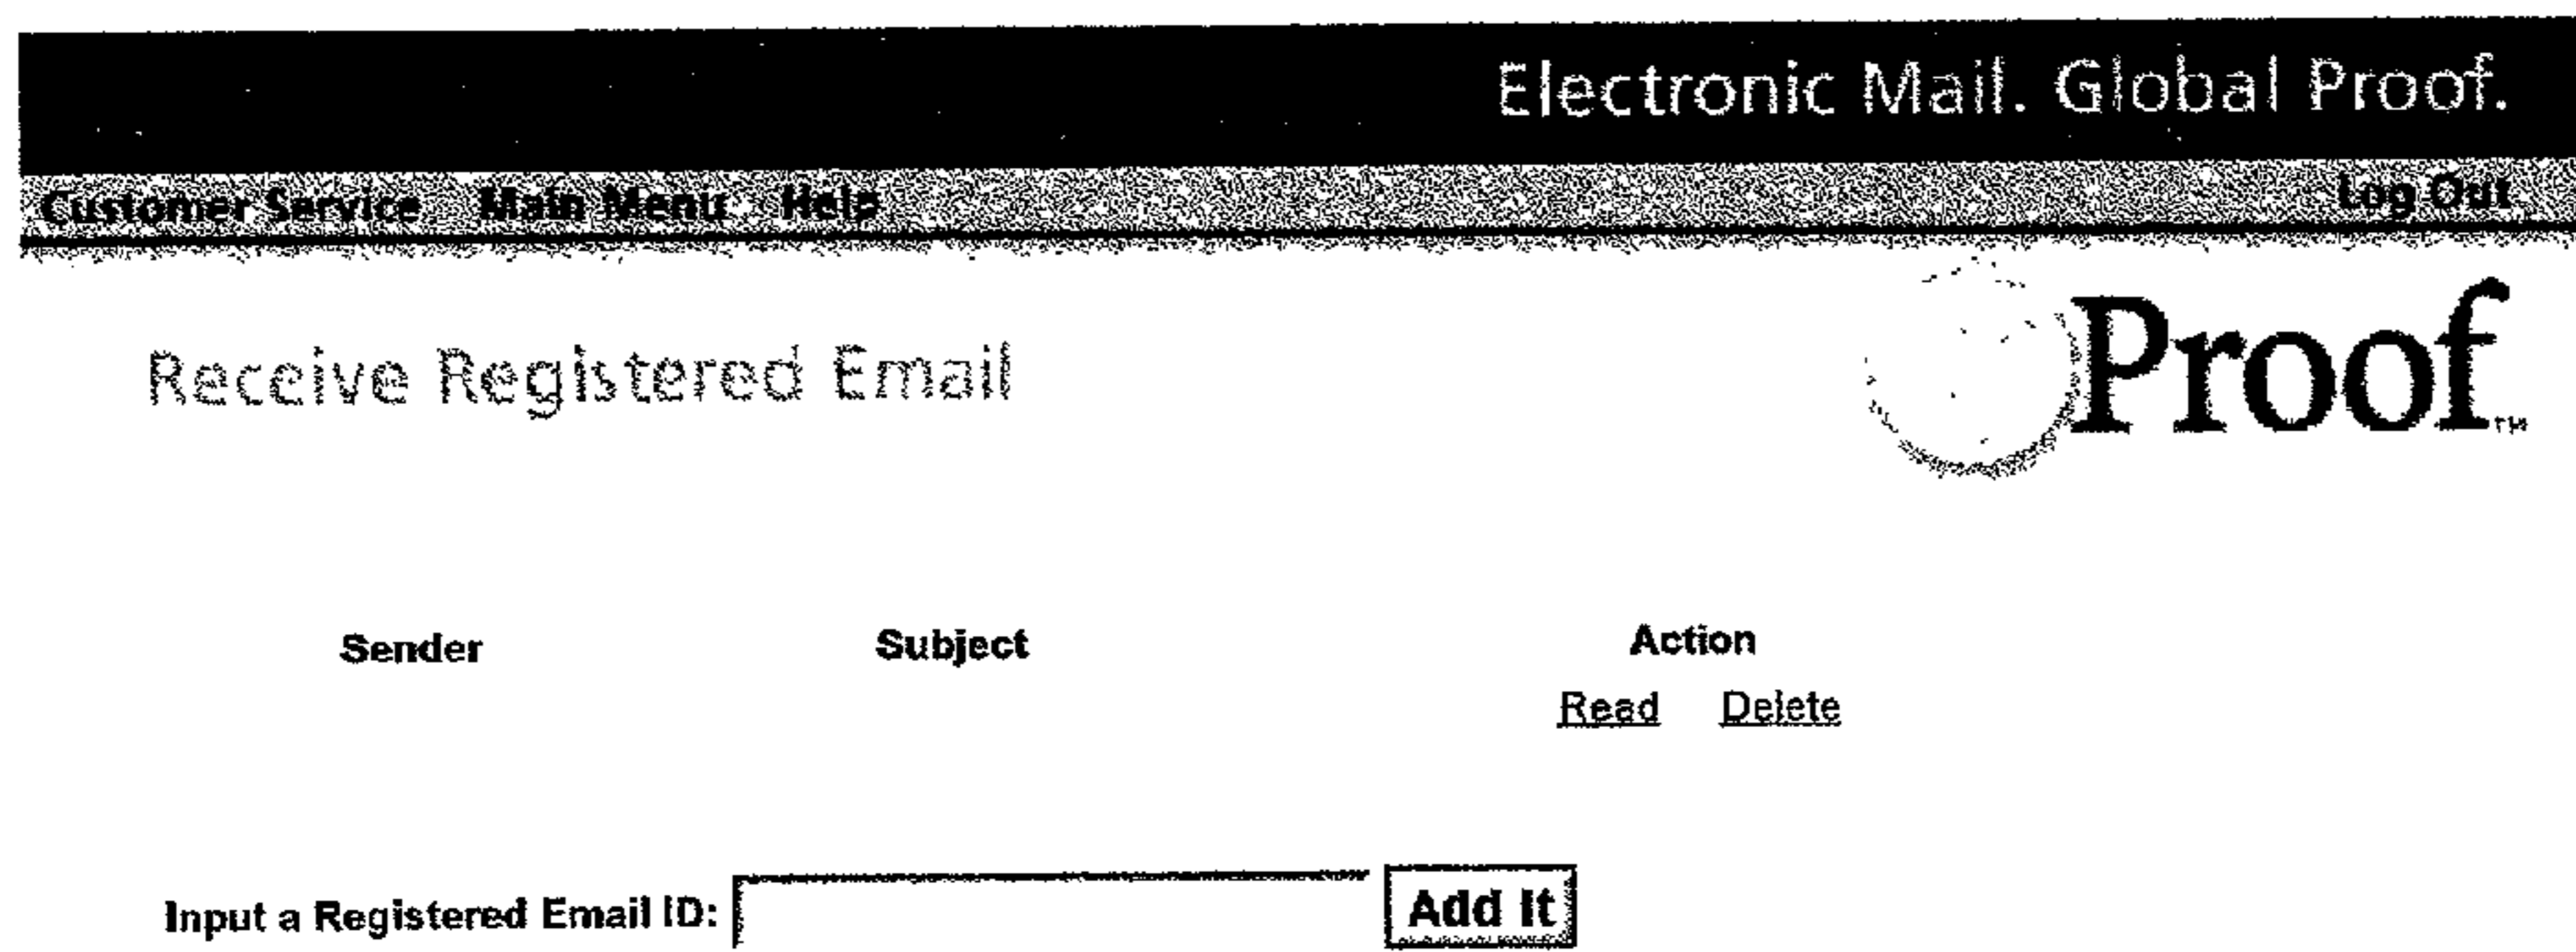 Electronic Mail. Global Proof.
Customer Service Main Menu Help Log Out
Receive Registered Email
Proof™
Sender Subject Action
Read Delete
Input a Registered Email ID: Add It